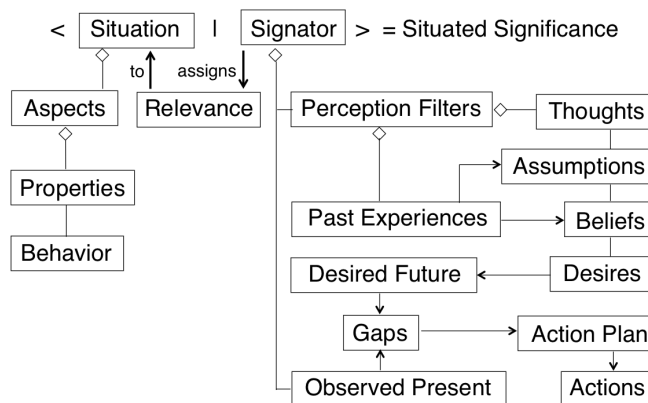 < Situation | Signator > = Situated Significance
to assigns
Aspects Relevance Perception Filters Thoughts
Assumptions
Properties
Past Experiences Beliefs
Behavior
Desired Future Desires
Gaps Action Plan
Observed Present Actions